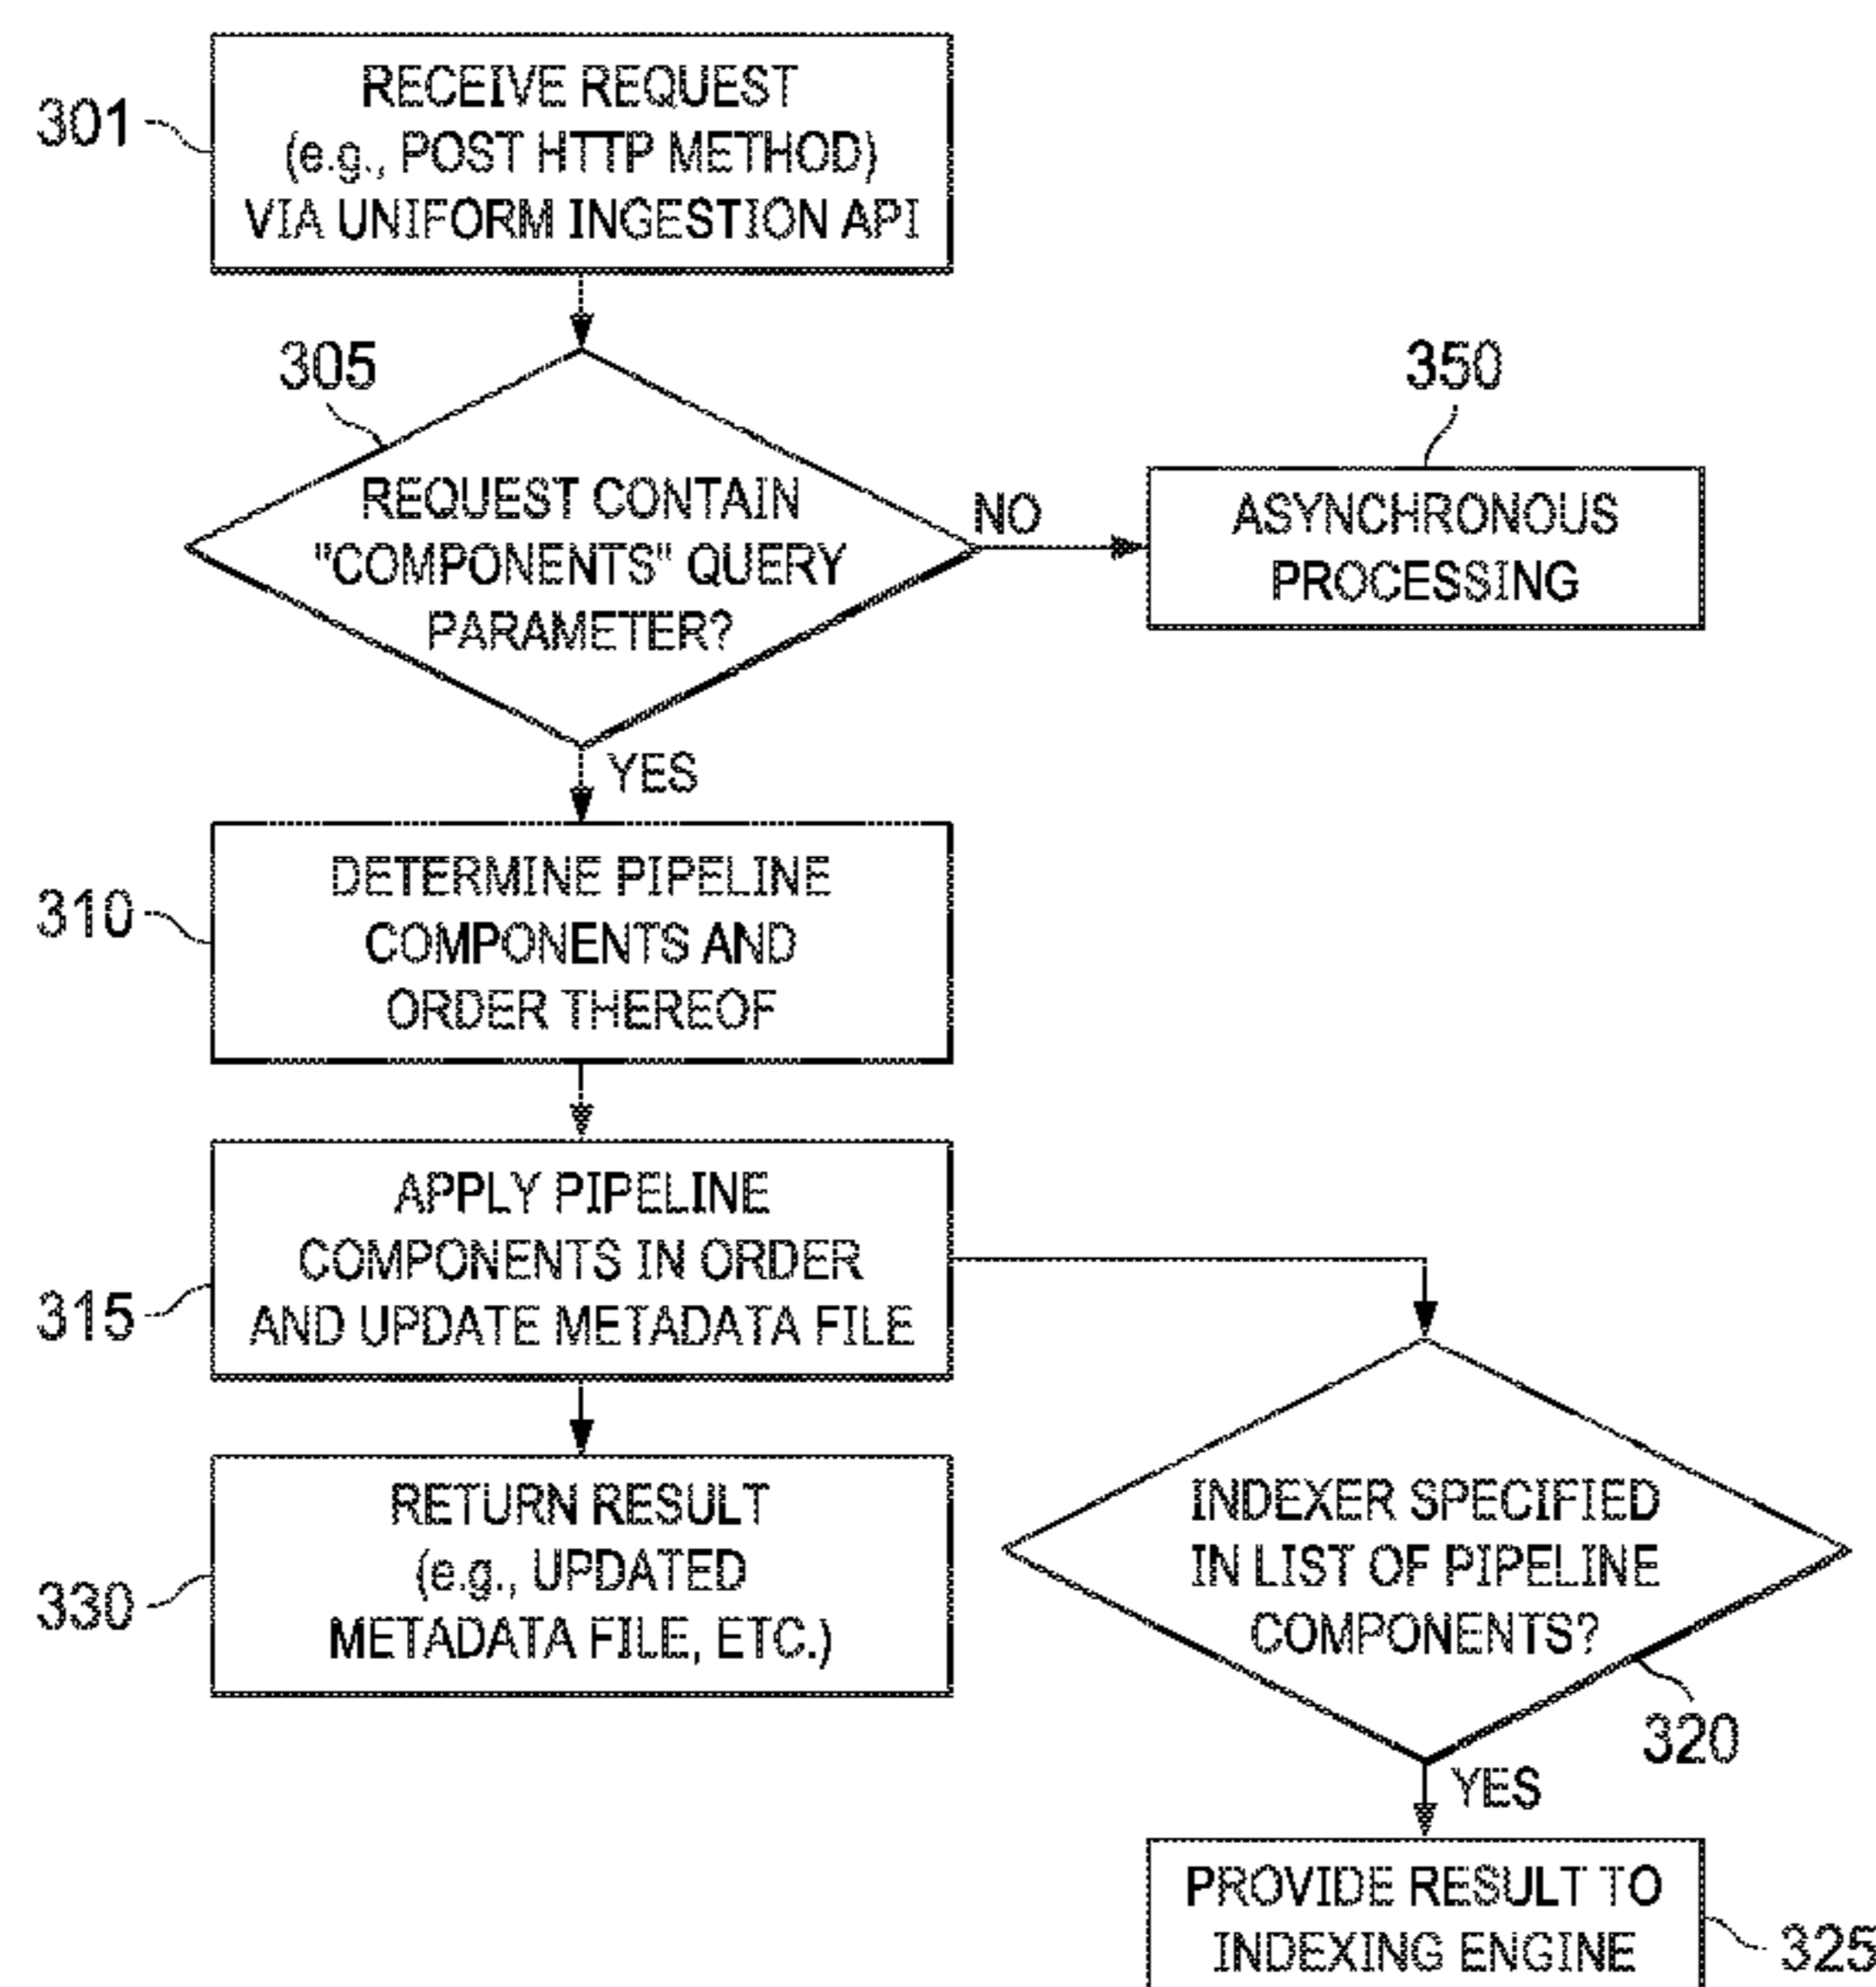 301
RECEIVE REQUEST
(e.g., POST HTTP METHOD)
VIA UNIFORM INGESTION API
305
REQUEST CONTAIN
"COMPONENTS" QUERY
PARAMETER?
NO
350
ASYNCHRONOUS
PROCESSING
YES
310
DETERMINE PIPELINE
COMPONENTS AND
ORDER THEREOF
315
APPLY PIPELINE
COMPONENTS IN ORDER
AND UPDATE METADATA FILE
330
RETURN RESULT
(e.g., UPDATED
METADATA FILE, ETC.)
INDEXER SPECIFIED
IN LIST OF PIPELINE
COMPONENTS?
320
YES
PROVIDE RESULT TO
INDEXING ENGINE
325